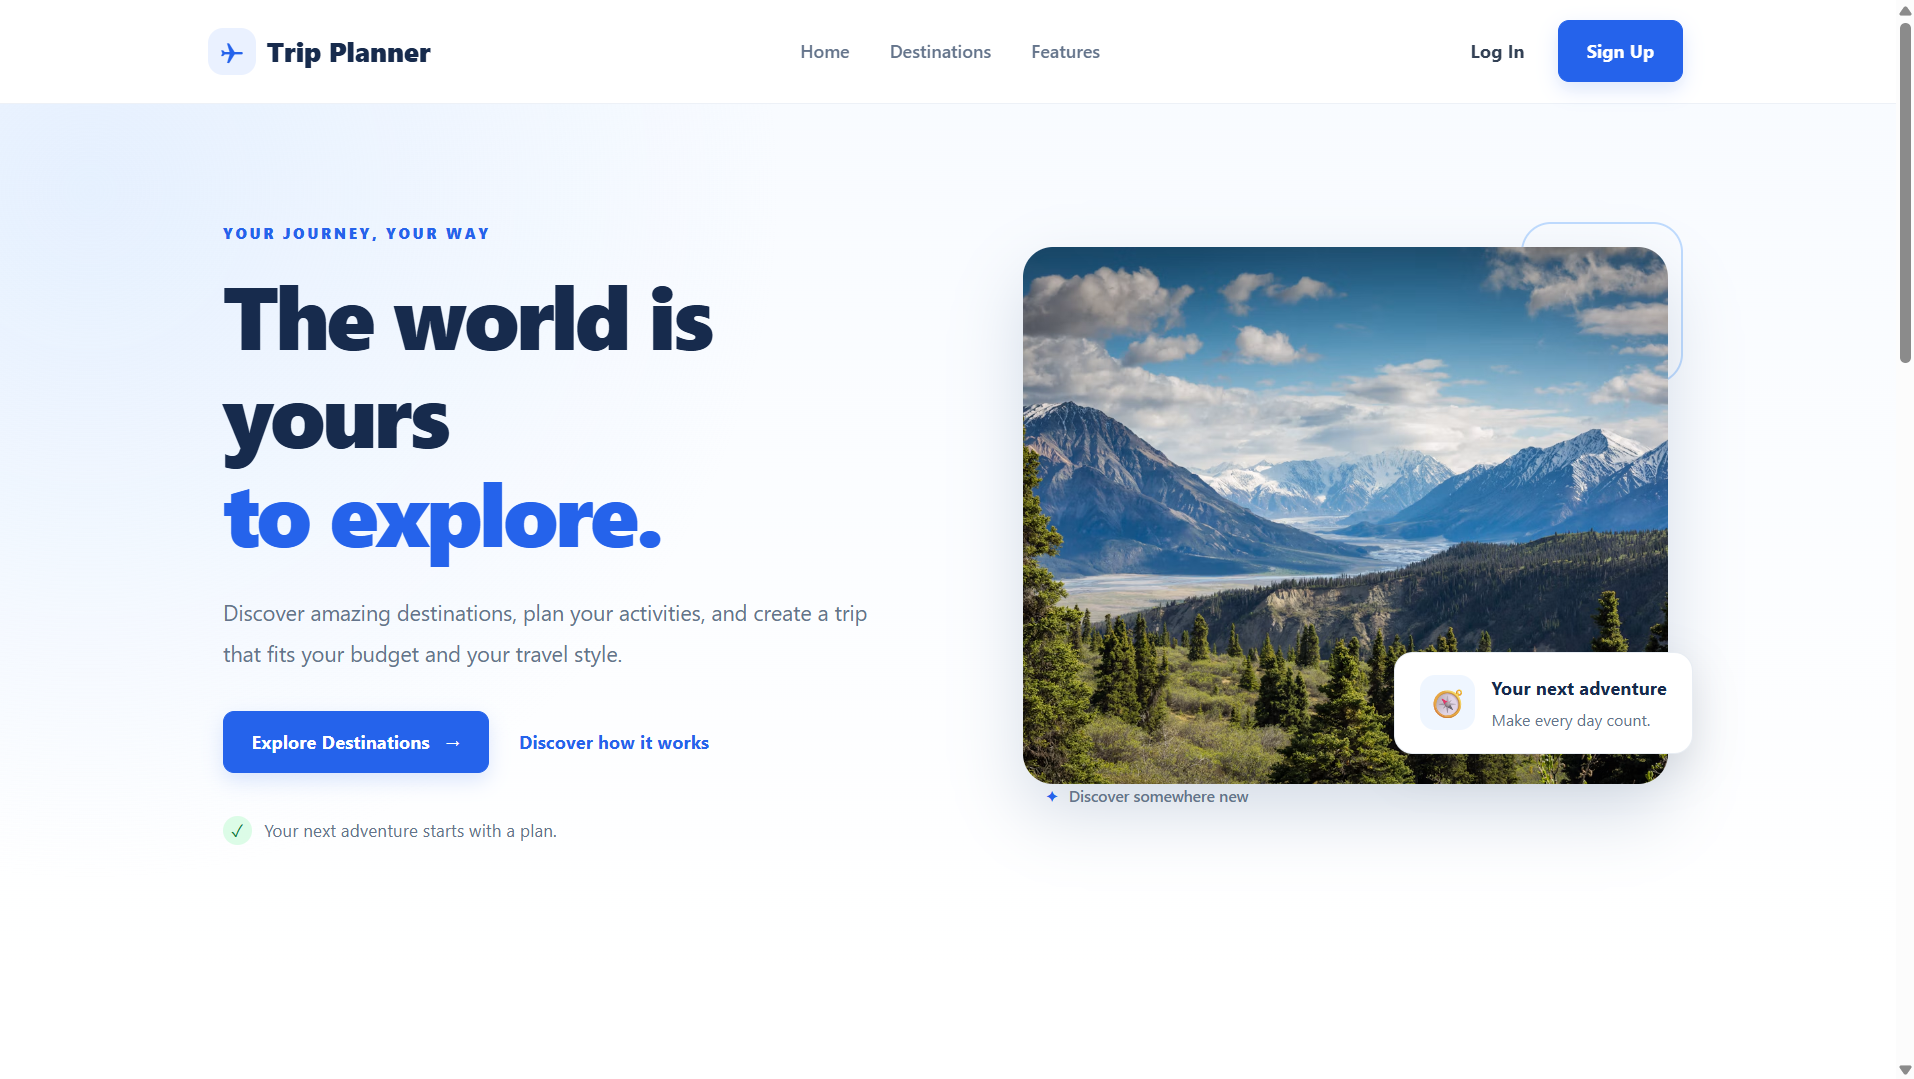 Trip Planner
Home
Destinations
Features
Log In
Sign Up
YOUR JOURNEY, YOUR WAY
The world is
yours
to explore.
Discover amazing destinations, plan your activities, and create a trip
that fits your budget and your travel style.
Explore Destinations →
Discover how it works
✓ Your next adventure starts with a plan.
Your next adventure
Make every day count.
✦ Discover somewhere new